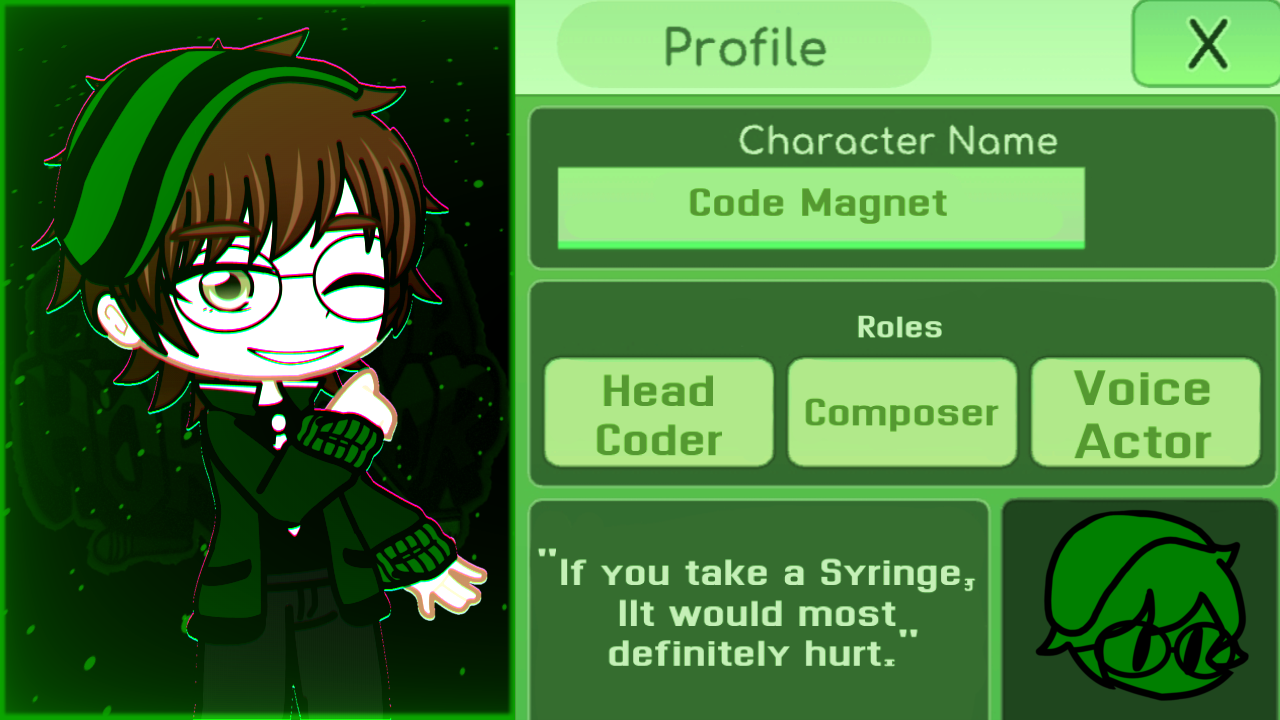 Profile
X
Character Name
Code Magnet
Roles
Head
Coder
Composer
Voice
Actor
"If you take a Syringe,
IIt would most
definitely hurt."